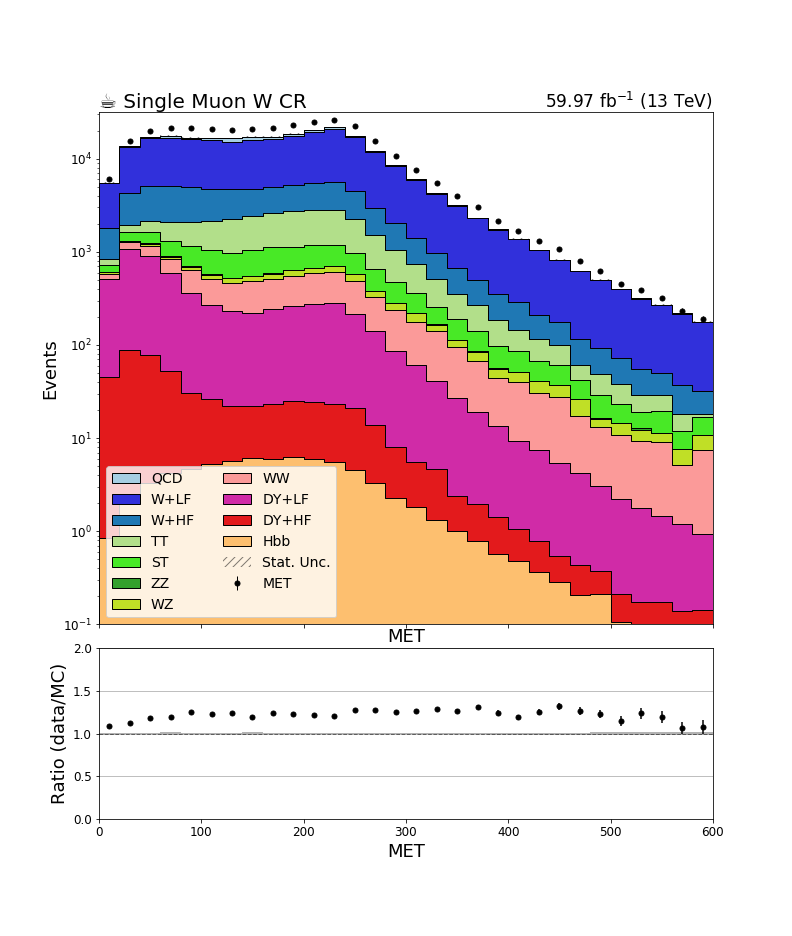 ☕ Single Muon W CR 59.97 fb⁻¹ (13 TeV)
Events
10⁴
10³
10²
10¹
10⁰
10⁻¹
QCD WW
W+LF DY+LF
W+HF DY+HF
TT Hbb
ST Stat. Unc.
ZZ MET
WZ
MET
Ratio (data/MC)
2.0
1.5
1.0
0.5
0.0
0 100 200 300 400 500 600
MET